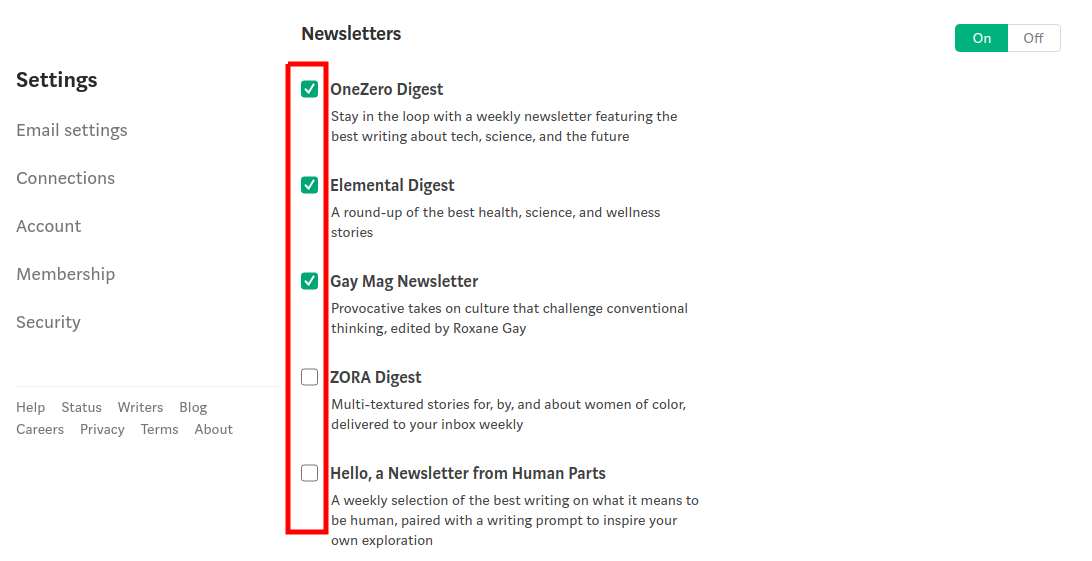 Newsletters
On Off
Settings
Email settings
Connections
Account
Membership
Security
Help Status Writers Blog
Careers Privacy Terms About
OneZero Digest
Stay in the loop with a weekly newsletter featuring the
best writing about tech, science, and the future
Elemental Digest
A round-up of the best health, science, and wellness
stories
Gay Mag Newsletter
Provocative takes on culture that challenge conventional
thinking, edited by Roxane Gay
ZORA Digest
Multi-textured stories for, by, and about women of color,
delivered to your inbox weekly
Hello, a Newsletter from Human Parts
A weekly selection of the best writing on what it means to
be human, paired with a writing prompt to inspire your
own exploration